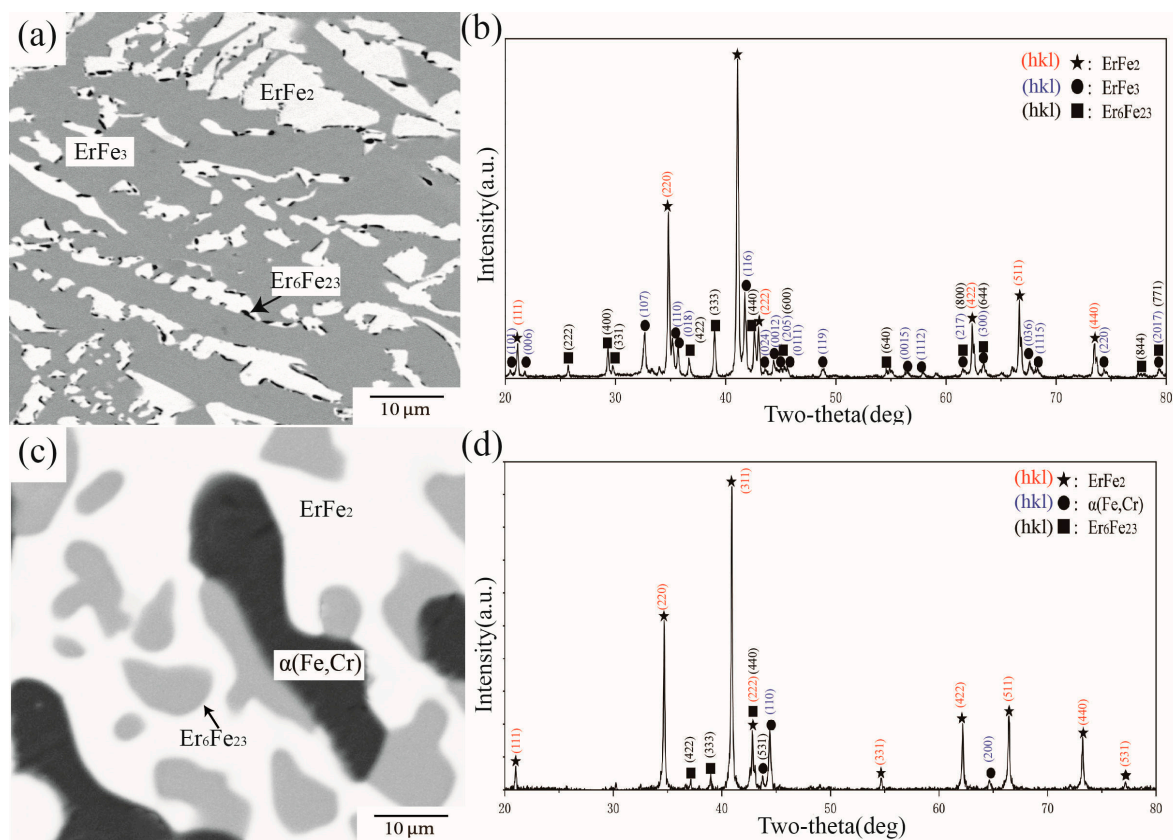 (a)
ErFe2
ErFe3
Er6Fe23
10 μm
(b)
Intensity(a.u.)
(hkl) ★: ErFe2
(hkl) ●: ErFe3
(hkl) ■: Er6Fe23
(111)
(101)
(006)
(222)
(400)
(331)
(107)
(220)
(110)
(018)
(422)
(333)
(116)
(440)
(222)
(024)
(0012)
(205)
(600)
(0111)
(119)
(640)
(0015)
(1112)
(217)
(800)
(422)
(300)
(644)
(511)
(036)
(1115)
(440)
(220)
(844)
(2017)
(771)
20 30 40 50 60 70 80
Two-theta(deg)
(c)
ErFe2
α(Fe,Cr)
Er6Fe23
10 μm
(d)
Intensity(a.u.)
(hkl) ★: ErFe2
(hkl) ●: α(Fe,Cr)
(hkl) ■: Er6Fe23
(111)
(220)
(422)
(333)
(311)
(222)
(440)
(531)
(110)
(331)
(422)
(200)
(511)
(440)
(531)
20 30 40 50 60 70 80
Two-theta(deg)